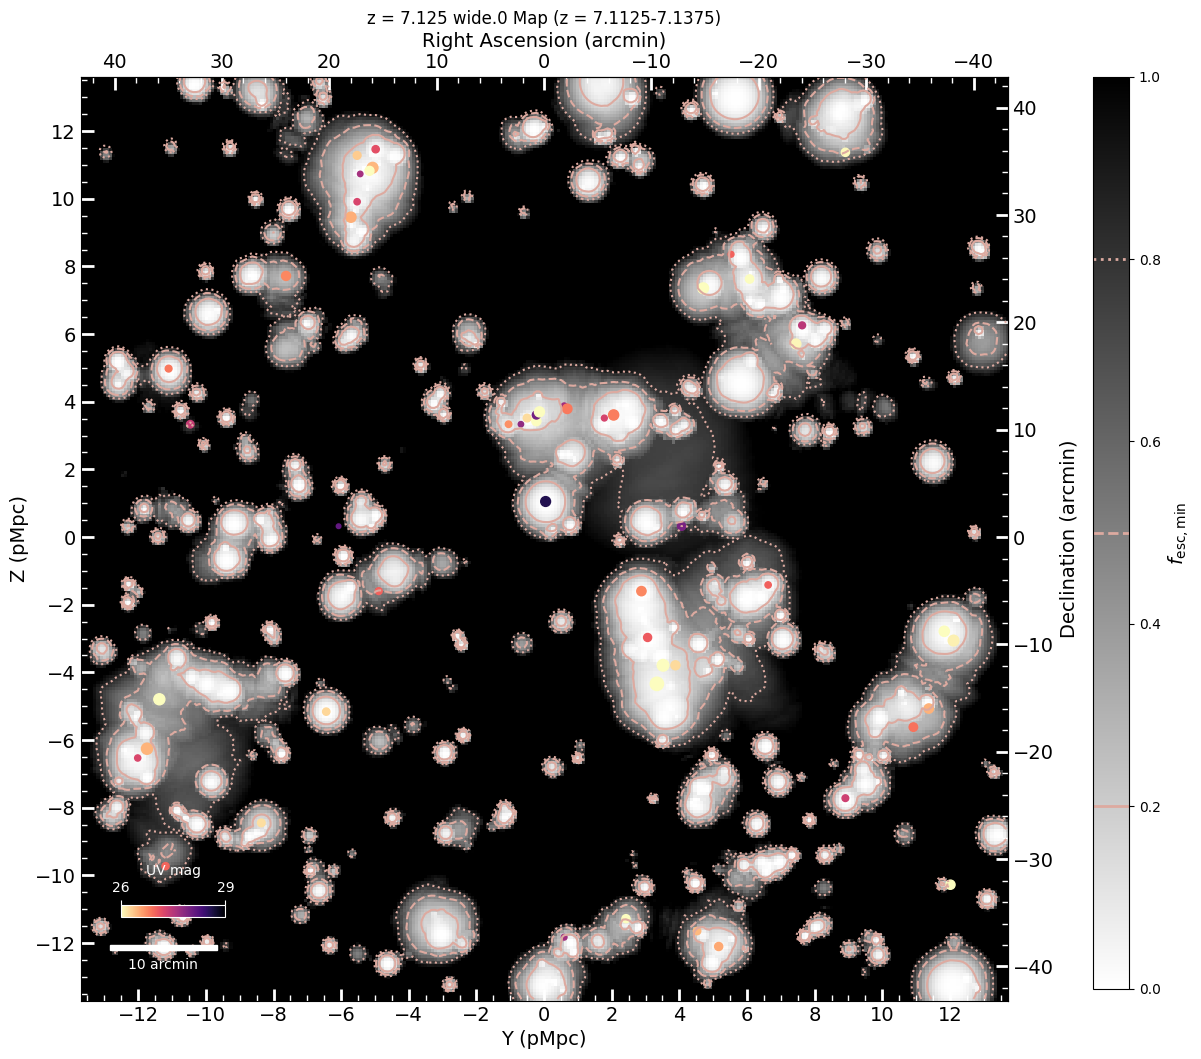 z = 7.125 wide.0 Map (z = 7.1125-7.1375)
Right Ascension (arcmin)
40 30 20 10 0 −10 −20 −30 −40
12
10
8
6
4
2
0
−2
−4
−6
−8
−10
−12
Z (pMpc)
40
30
20
10
0
−10
−20
−30
−40
Declination (arcmin)
1.0
0.8
0.6
0.4
0.2
0.0
fesc, min
UV mag
26 29
10 arcmin
−12 −10 −8 −6 −4 −2 0 2 4 6 8 10 12
Y (pMpc)